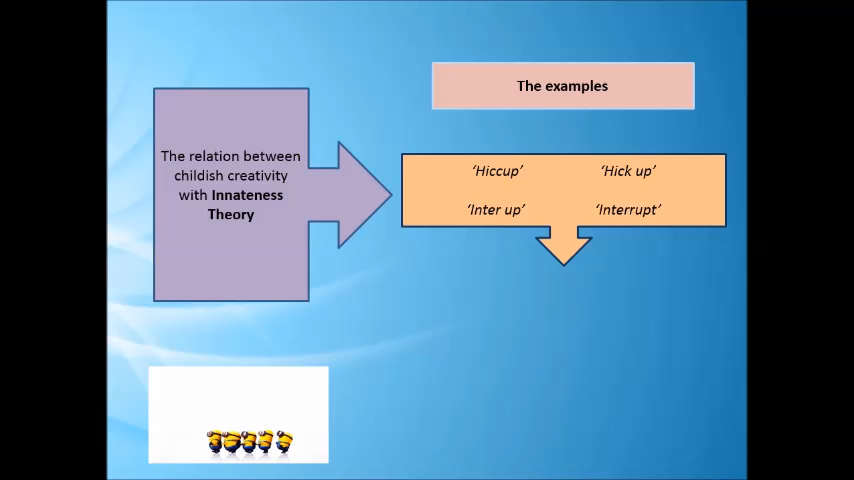 The relation between
childish creativity
with Innateness
Theory
The examples
‘Hiccup’ ‘Hick up’
‘Inter up’ ‘Interrupt’